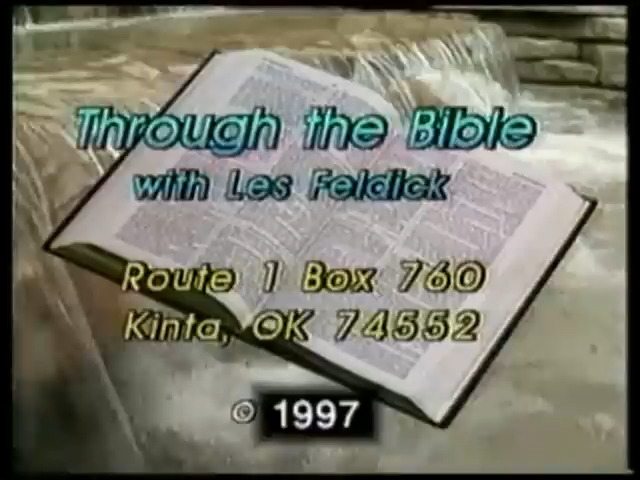 Through the Bible
with Les Feldick
Route 1 Box 760
Kinta, OK 74552
© 1997